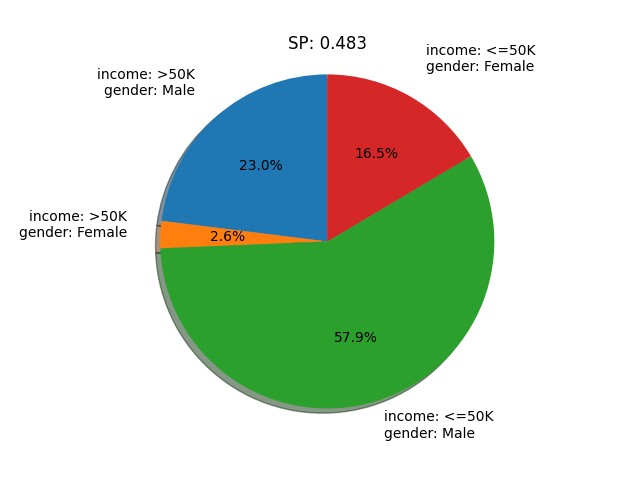 SP: 0.483
income: <=50K
gender: Female
income: >50K
gender: Male
16.5%
23.0%
income: >50K
gender: Female
2.6%
57.9%
income: <=50K
gender: Male